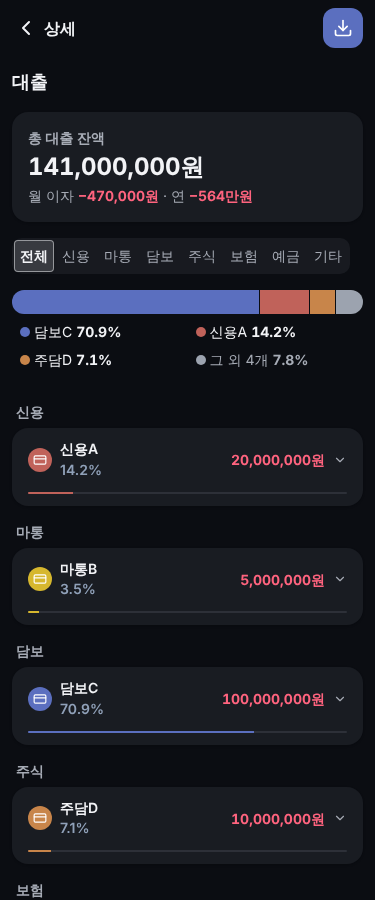 상세
대출
총 대출 잔액
141,000,000원
월 이자 −470,000원 · 연 −564만원
전체 신용 마통 담보 주식 보험 예금 기타
담보C 70.9% 신용A 14.2%
주담D 7.1% 그 외 4개 7.8%
신용
신용A
14.2%
20,000,000원
마통
마통B
3.5%
5,000,000원
담보
담보C
70.9%
100,000,000원
주식
주담D
7.1%
10,000,000원
보험